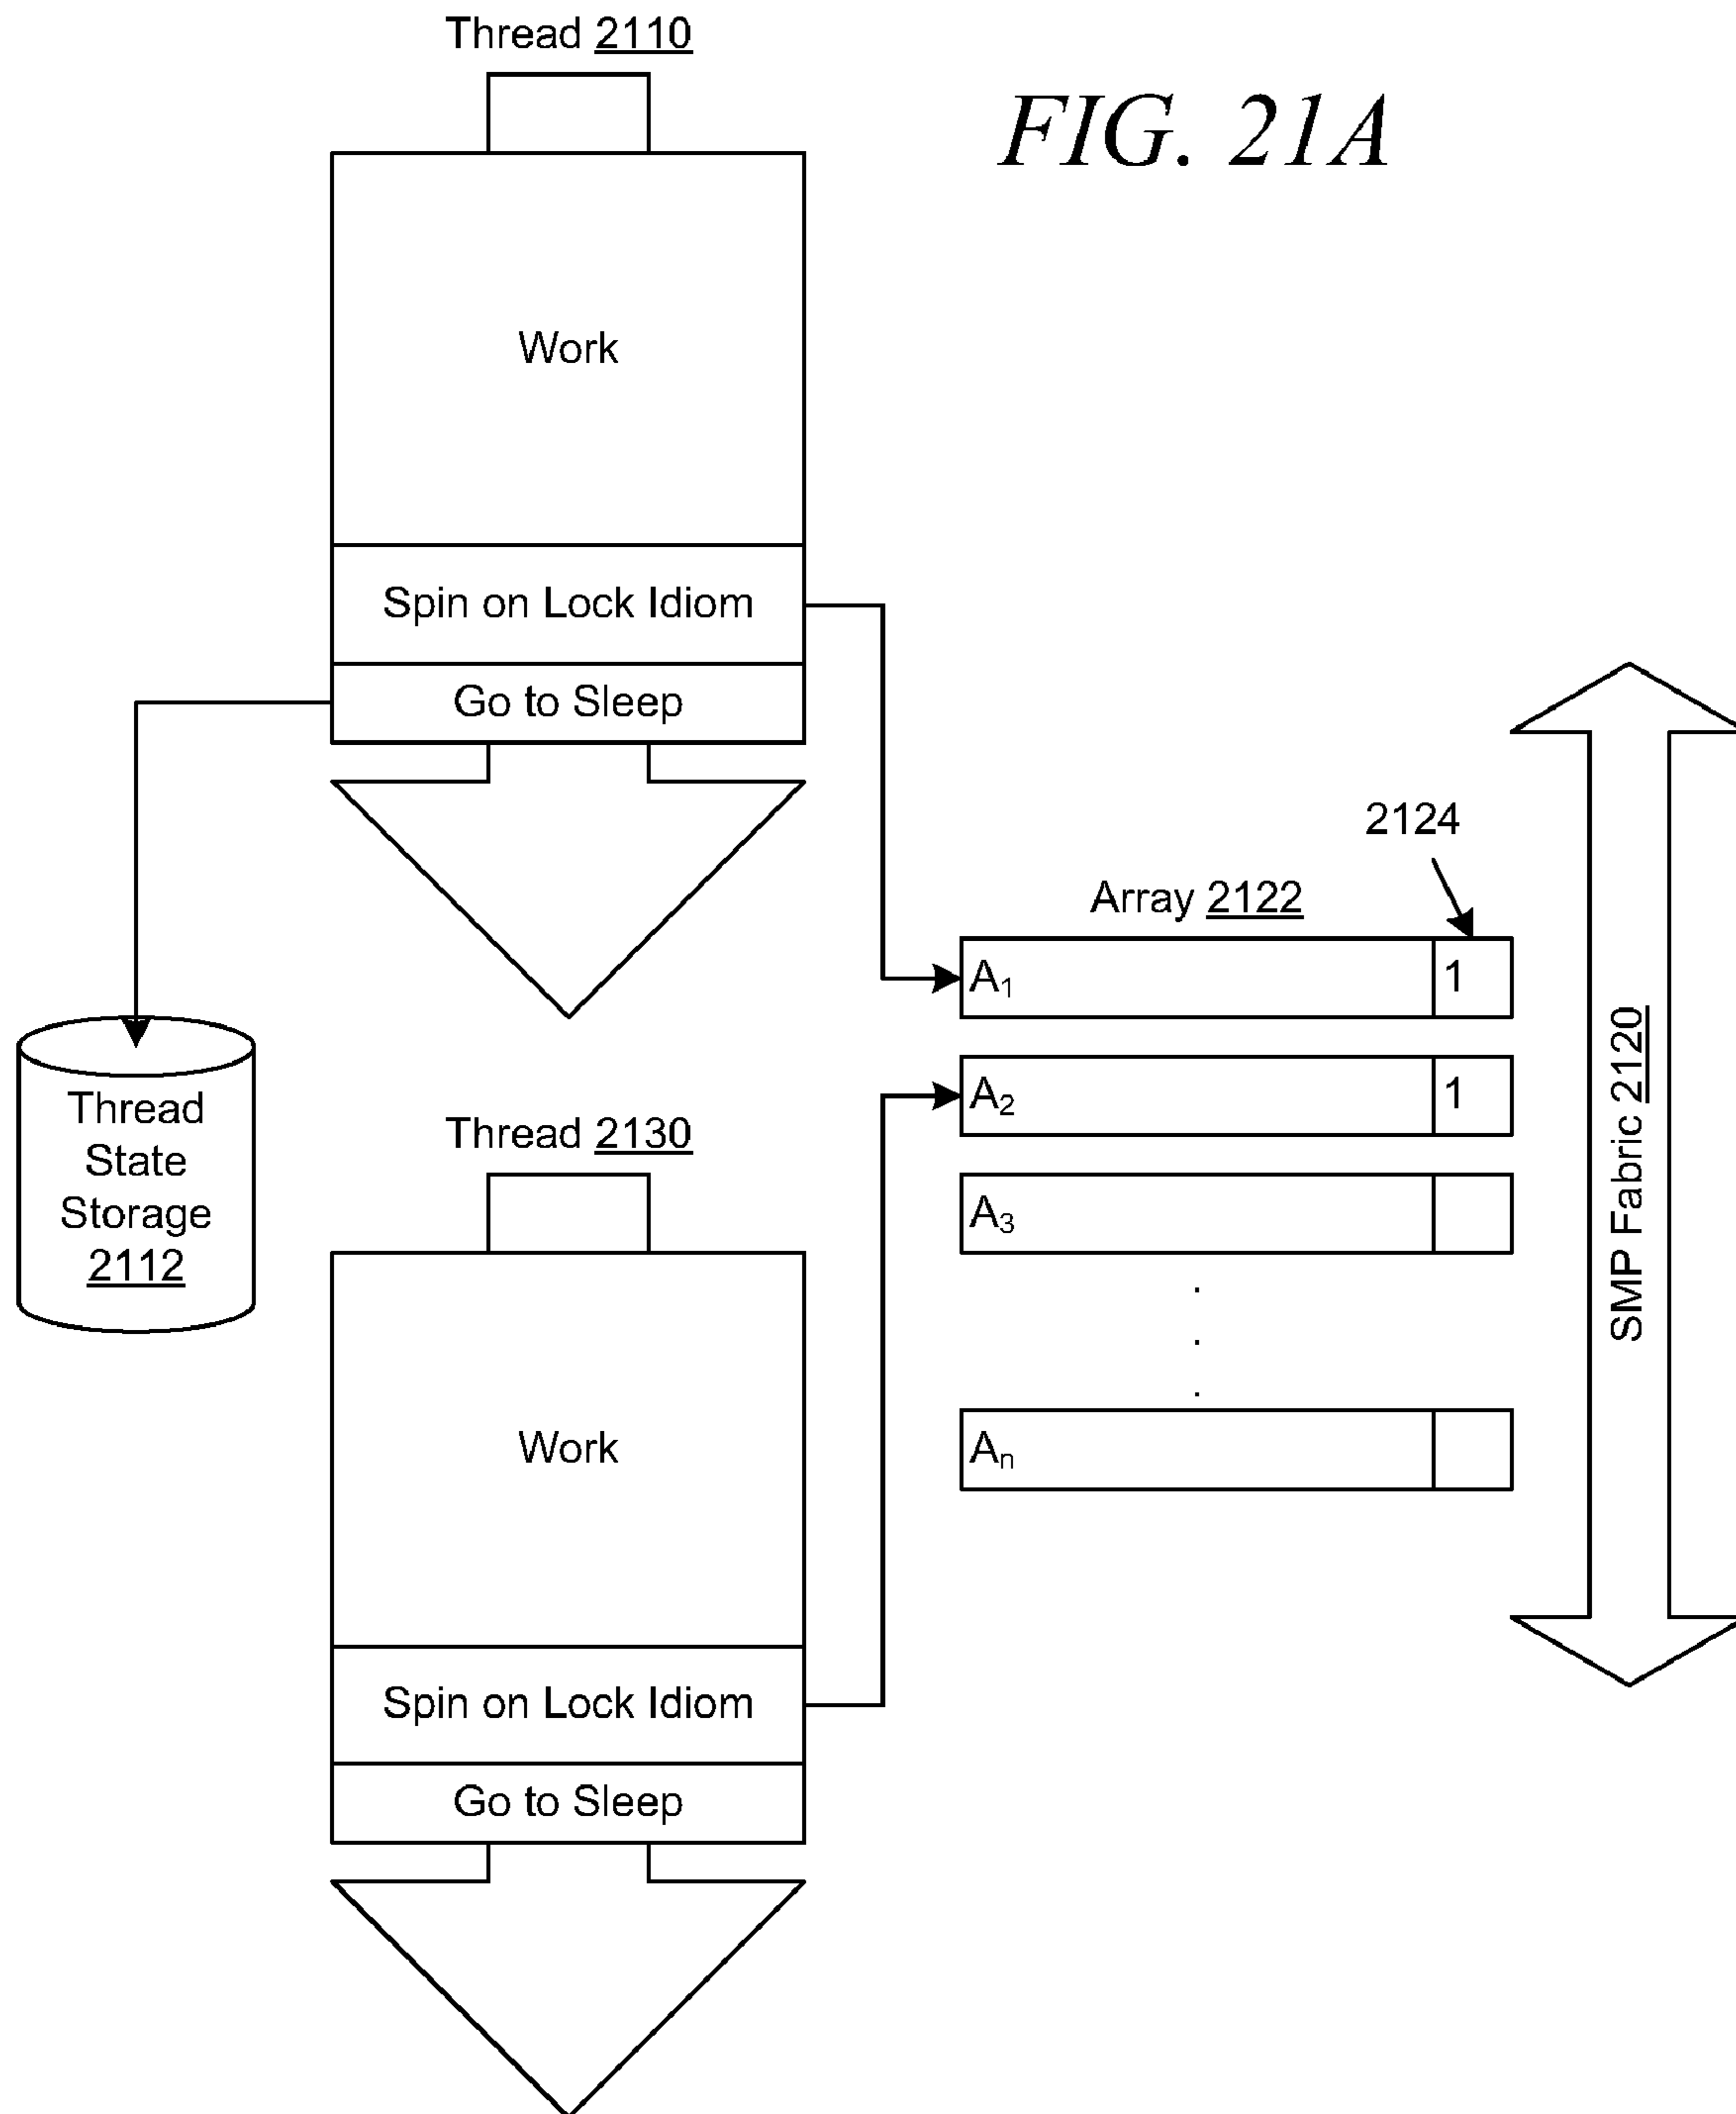 Thread 2110
FIG. 21A
Work
Spin on Lock Idiom
Go to Sleep
2124
Array 2122
A1 1
A2 1
A3
.
.
.
An
SMP Fabric 2120
Thread
State
Storage
2112
Thread 2130
Work
Spin on Lock Idiom
Go to Sleep